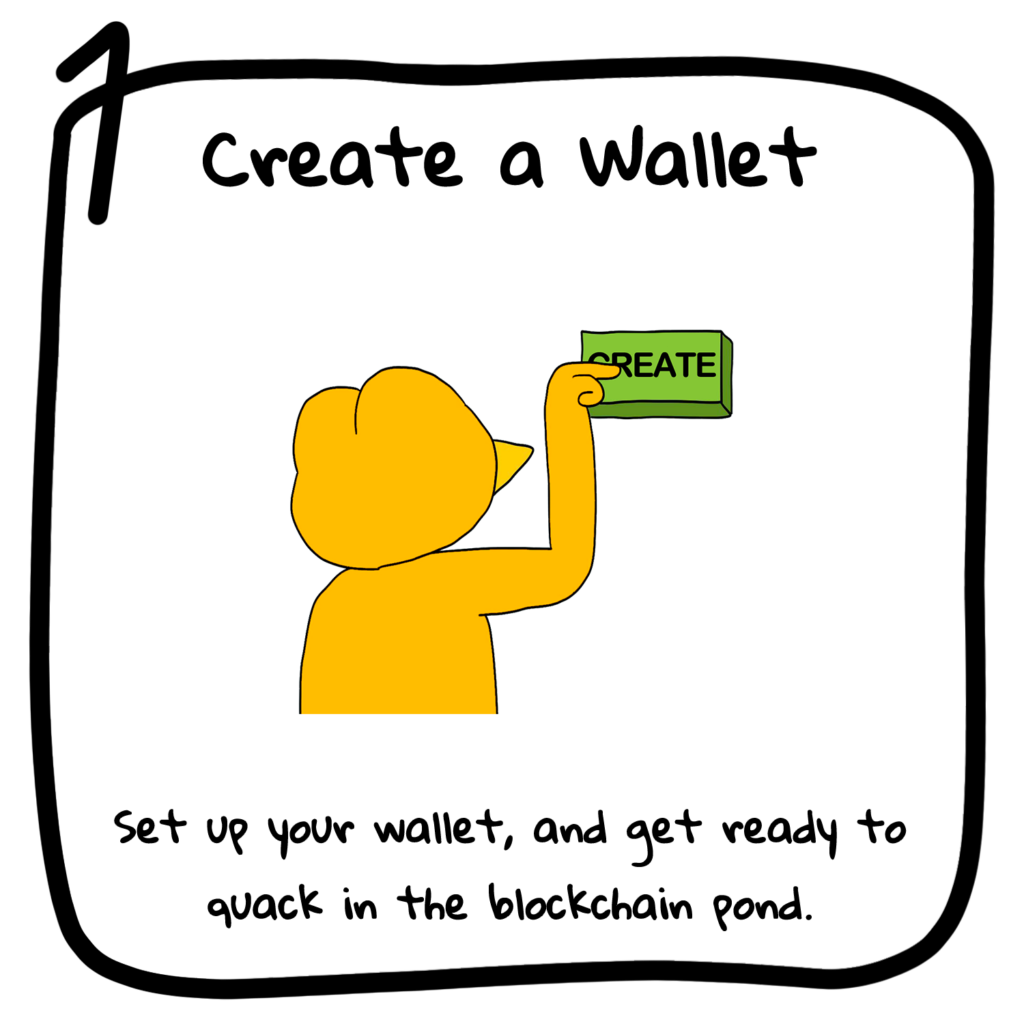 1
Create a Wallet
CREATE
Set up your wallet, and get ready to
quack in the blockchain pond.